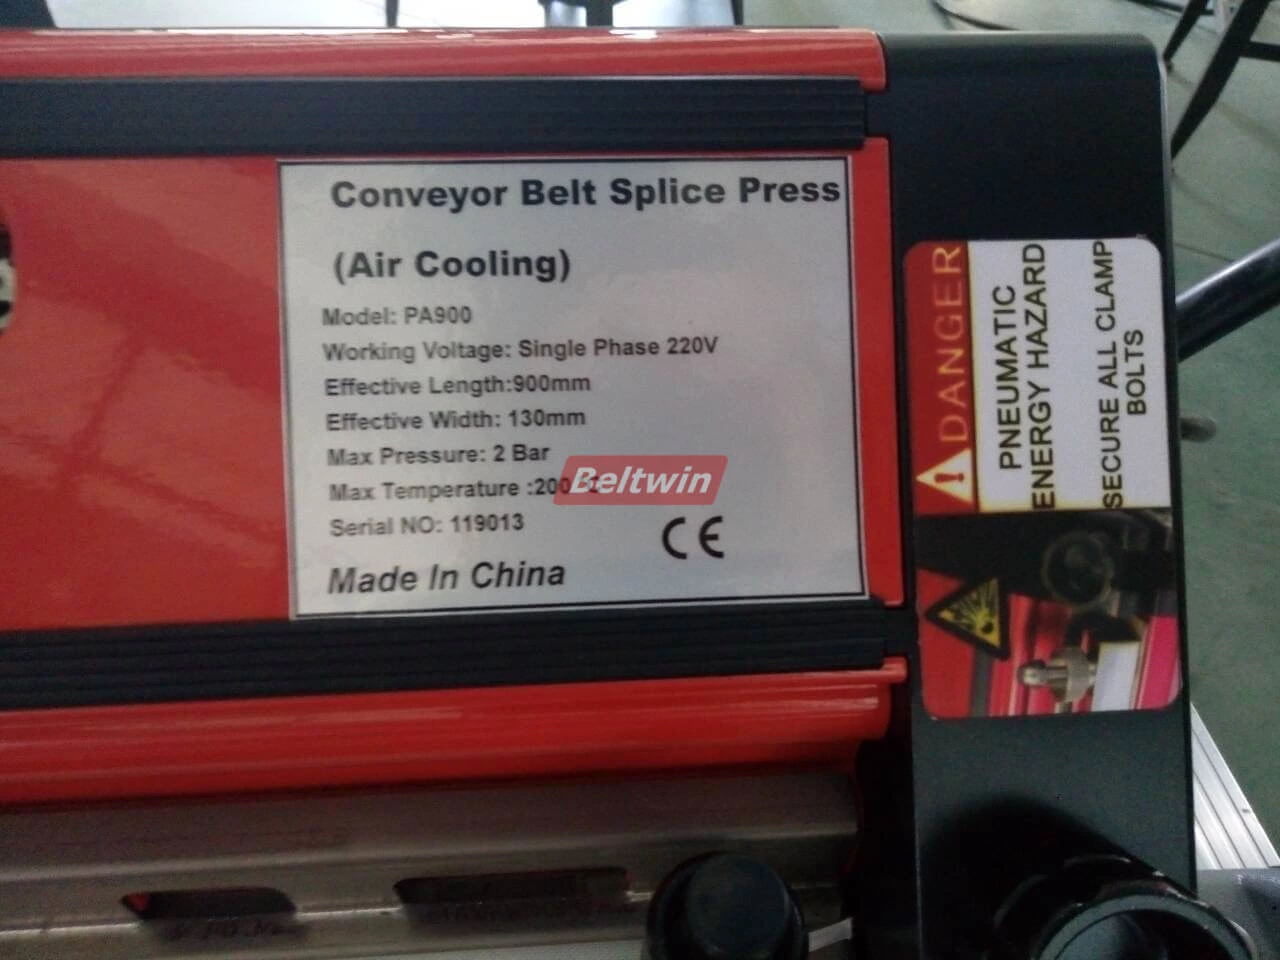 Conveyor Belt Splice Press
(Air Cooling)
Model: PA900
Working Voltage: Single Phase 220V
Effective Length:900mm
Effective Width: 130mm
Max Pressure: 2 Bar
Max Temperature :200
Serial NO: 119013
CE
Made In China
Beltwin
DANGER
PNEUMATIC
ENERGY HAZARD
SECURE ALL CLAMP
BOLTS